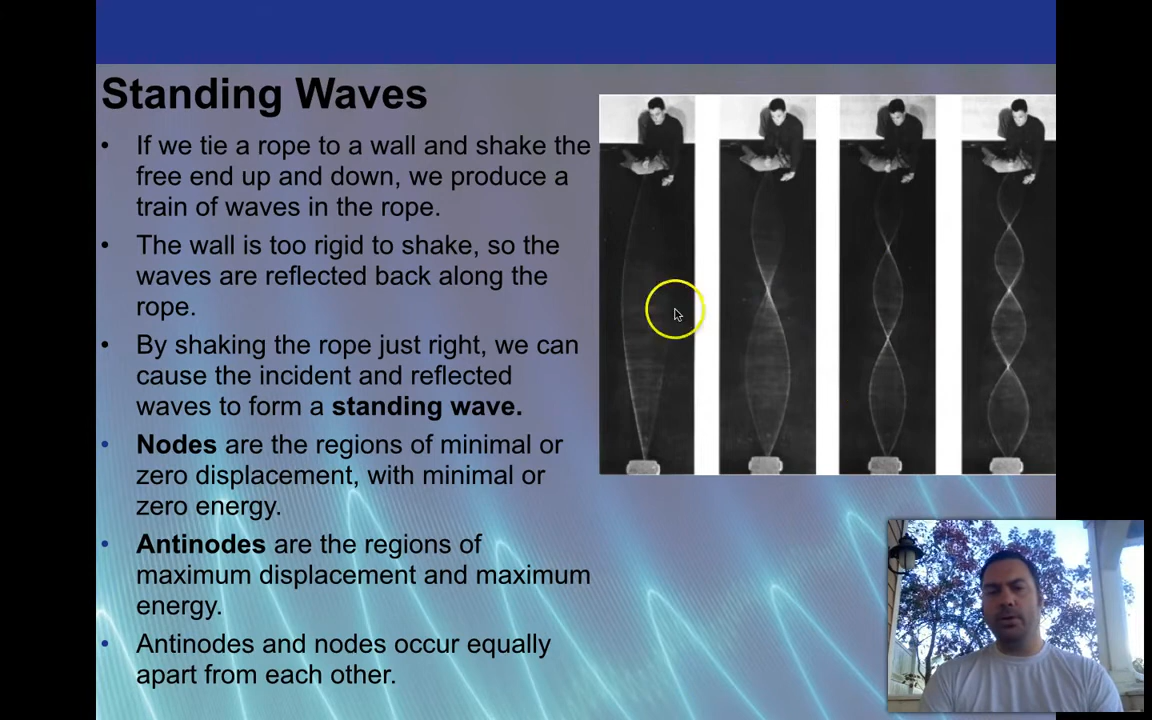 Standing Waves
• If we tie a rope to a wall and shake the
free end up and down, we produce a
train of waves in the rope.
• The wall is too rigid to shake, so the
waves are reflected back along the
rope.
• By shaking the rope just right, we can
cause the incident and reflected
waves to form a standing wave.
• Nodes are the regions of minimal or
zero displacement, with minimal or
zero energy.
• Antinodes are the regions of
maximum displacement and maximum
energy.
• Antinodes and nodes occur equally
apart from each other.